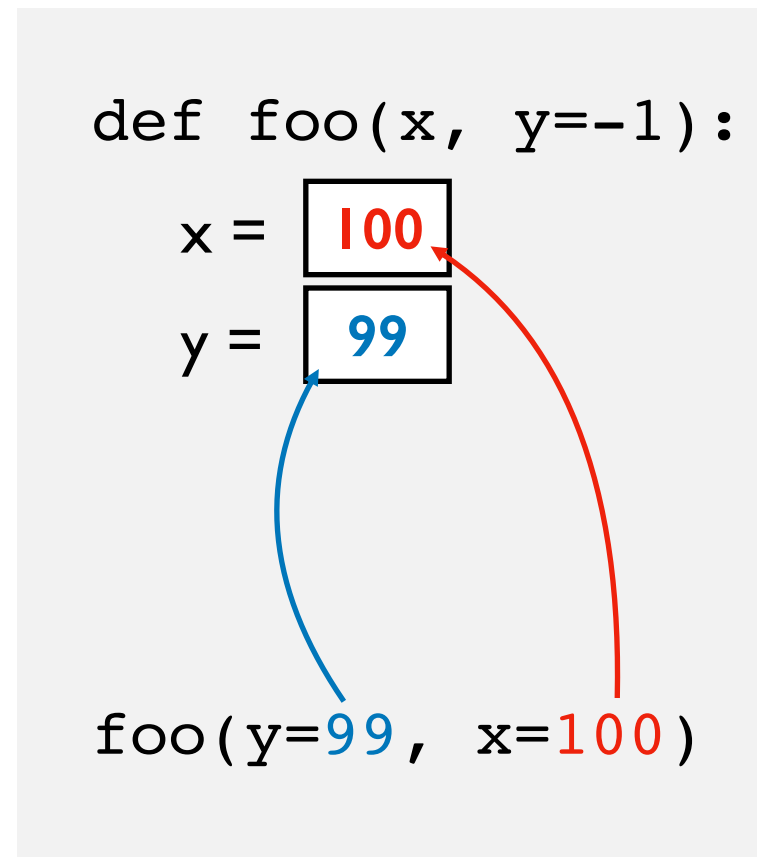 def foo(x, y=-1):
x = 100
y = 99
foo(y=99, x=100)